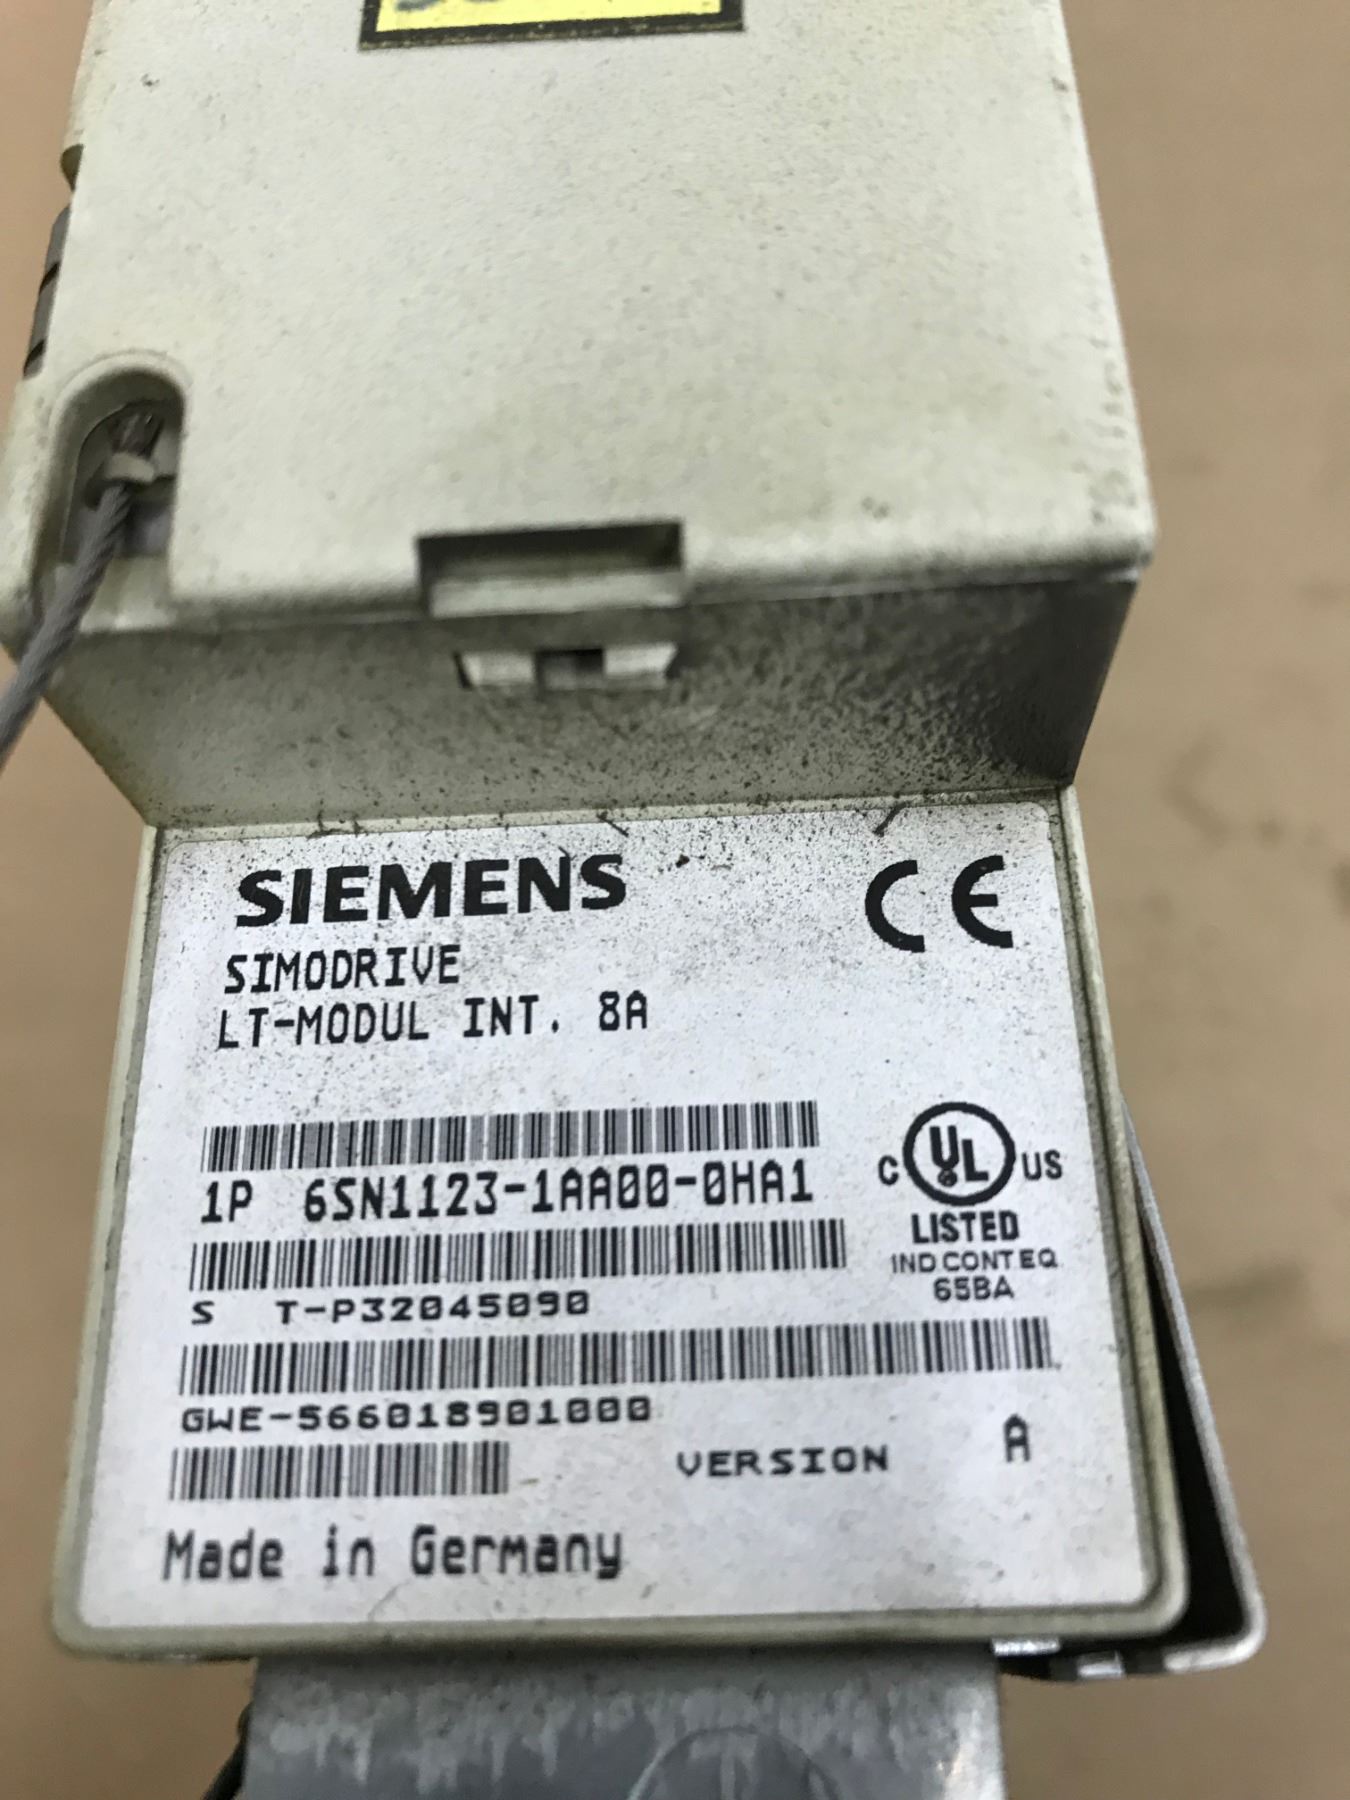 SIEMENS
CE
SIMODRIVE
LT-MODUL INT. 8A
1P 6SN1123-1AA00-0HA1
C UL US
LISTED
IND CONT EQ
65BA
S T-P32045090
GWE-566018901000
VERSION A
Made in Germany